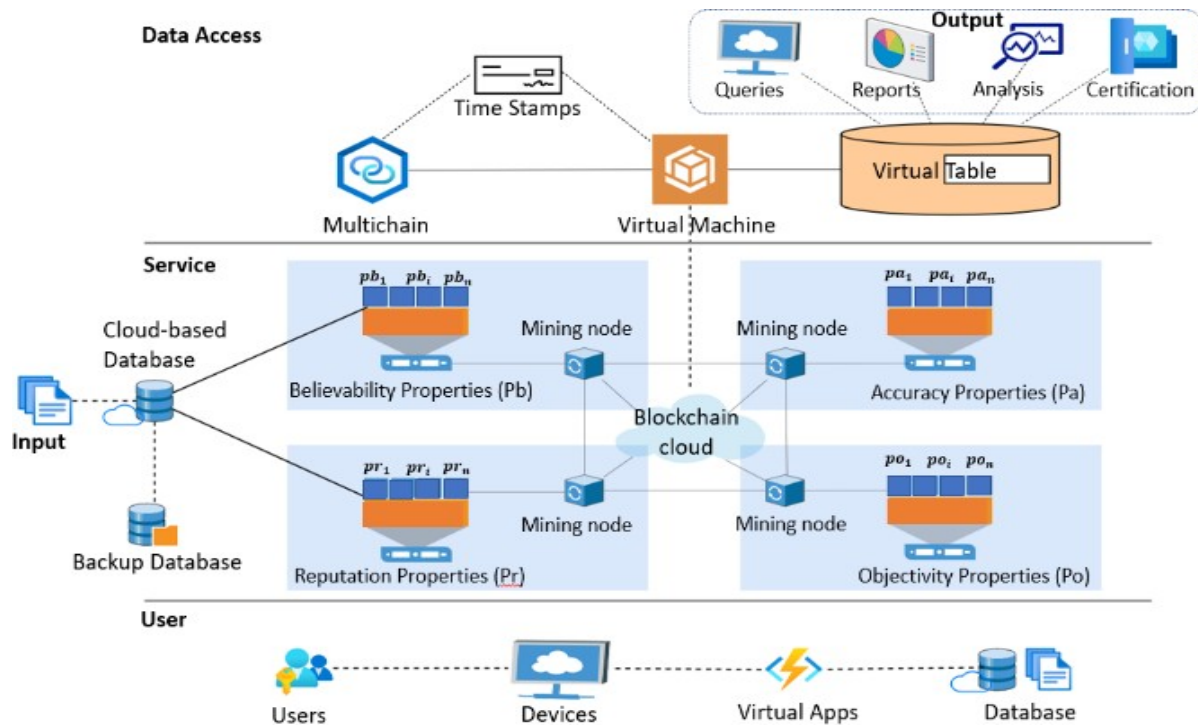 Data Access
Output
Queries
Reports
Analysis
Certification
Time Stamps
Multichain
Virtual Machine
Virtual Table
Service
pb₁ pbᵢ pbₙ
pa₁ paᵢ paₙ
Cloud-based
Database
Mining node
Mining node
Believability Properties (Pb)
Accuracy Properties (Pa)
Input
Blockchain
cloud
pr₁ prᵢ prₙ
po₁ poᵢ poₙ
Mining node
Mining node
Backup Database
Reputation Properties (Pr)
Objectivity Properties (Po)
User
Users
Devices
Virtual Apps
Database